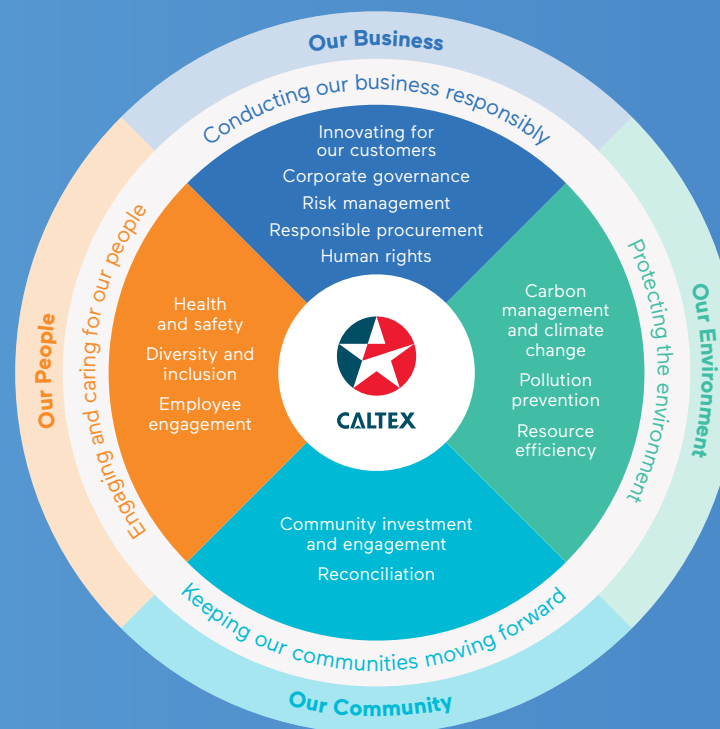 Our Business
Conducting our business responsibly
Innovating for
our customers
Corporate governance
Risk management
Responsible procurement
Human rights
Our People
Engaging and caring for our people
Health
and safety
Diversity and
inclusion
Employee
engagement
CALTEX
Carbon
management
and climate
change
Pollution
prevention
Resource
efficiency
Protecting the environment
Our Environment
Community investment
and engagement
Reconciliation
Keeping our communities moving forward
Our Community